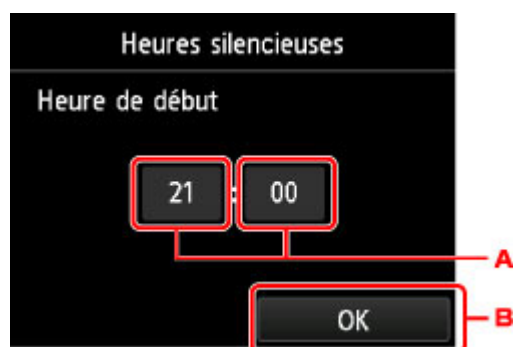 Heures silencieuses
Heure de début
21 : 00
A
OK
B